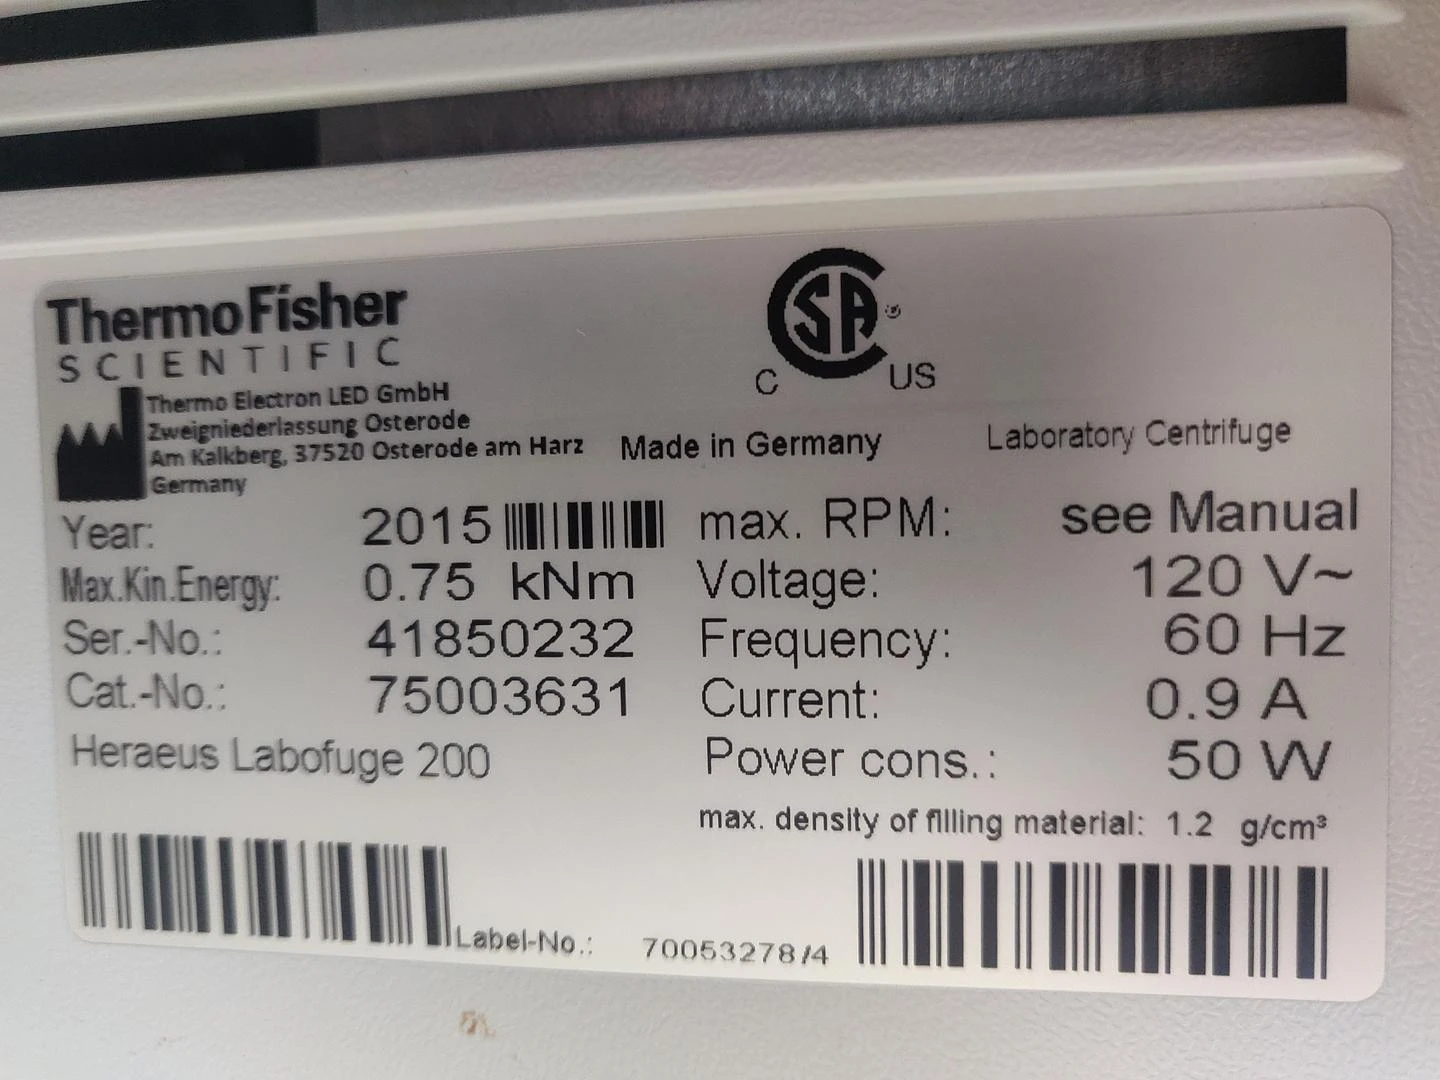 ThermoFisher
SCIENTIFIC
Thermo Electron LED GmbH
Zweigniederlassung Osterode
Am Kalkberg, 37520 Osterode am Harz
Germany
Made in Germany
CSA ®
C US
Laboratory Centrifuge
Year: 2015
Max.Kin.Energy: 0.75 kNm
Ser.-No.: 41850232
Cat.-No.: 75003631
Heraeus Labofuge 200
max. RPM: see Manual
Voltage: 120 V~
Frequency: 60 Hz
Current: 0.9 A
Power cons.: 50 W
max. density of filling material: 1.2 g/cm³
Label-No.: 70053278/4